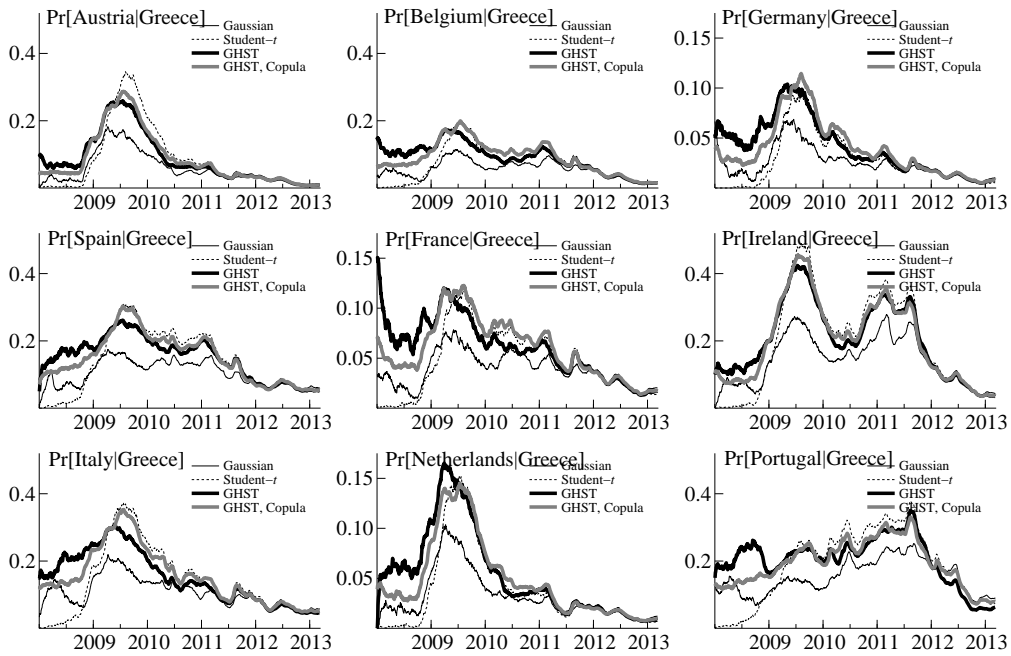 Pr[Austria|Greece]
Gaussian
Student-t
GHST
GHST, Copula
0.4
0.2
2009 2010 2011 2012 2013
Pr[Belgium|Greece]
Gaussian
Student-t
GHST
GHST, Copula
0.4
0.2
2009 2010 2011 2012 2013
Pr[Germany|Greece]
Gaussian
Student-t
GHST
GHST, Copula
0.15
0.10
0.05
2009 2010 2011 2012 2013
Pr[Spain|Greece]
Gaussian
Student-t
GHST
GHST, Copula
0.4
0.2
2009 2010 2011 2012 2013
Pr[France|Greece]
Gaussian
Student-t
GHST
GHST, Copula
0.15
0.10
0.05
2009 2010 2011 2012 2013
Pr[Ireland|Greece]
Gaussian
Student-t
GHST
GHST, Copula
0.4
0.2
2009 2010 2011 2012 2013
Pr[Italy|Greece]
Gaussian
Student-t
GHST
GHST, Copula
0.4
0.2
2009 2010 2011 2012 2013
Pr[Netherlands|Greece]
Gaussian
Student-t
GHST
GHST, Copula
0.15
0.10
0.05
2009 2010 2011 2012 2013
Pr[Portugal|Greece]
Gaussian
Student-t
GHST
GHST, Copula
0.4
0.2
2009 2010 2011 2012 2013